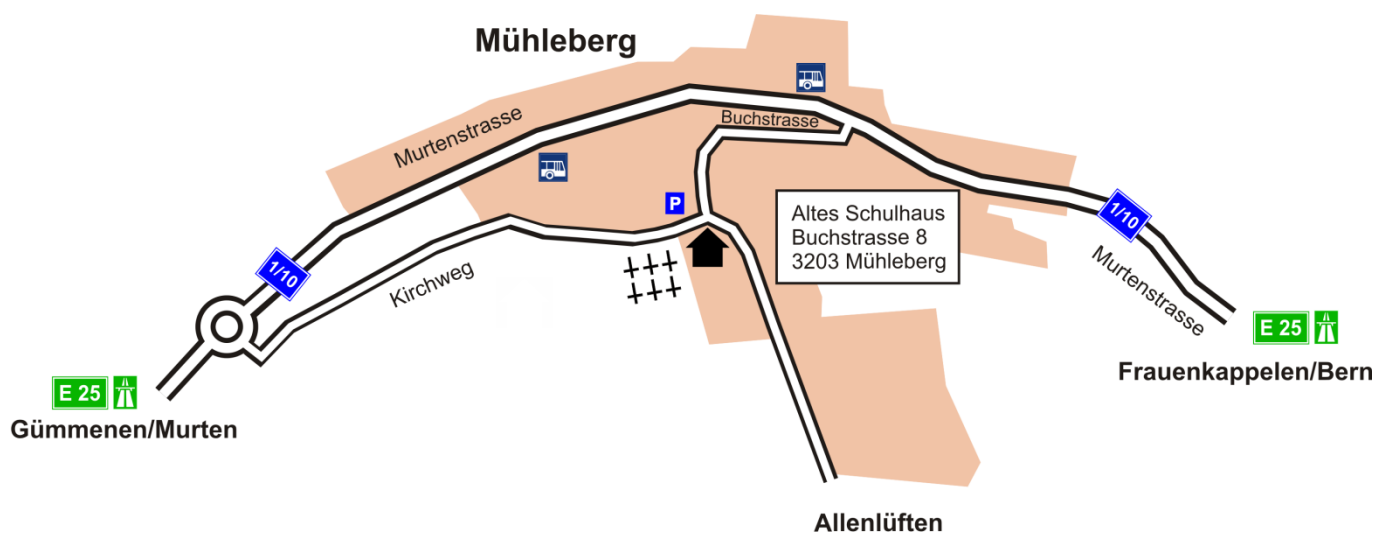 Mühleberg
Murtenstrasse
Buchstrasse
P
Altes Schulhaus
Buchstrasse 8
3203 Mühleberg
1/10
Murtenstrasse
1/10
Kirchweg
E 25
Frauenkappelen/Bern
E 25
Gümmenen/Murten
Allenlüften